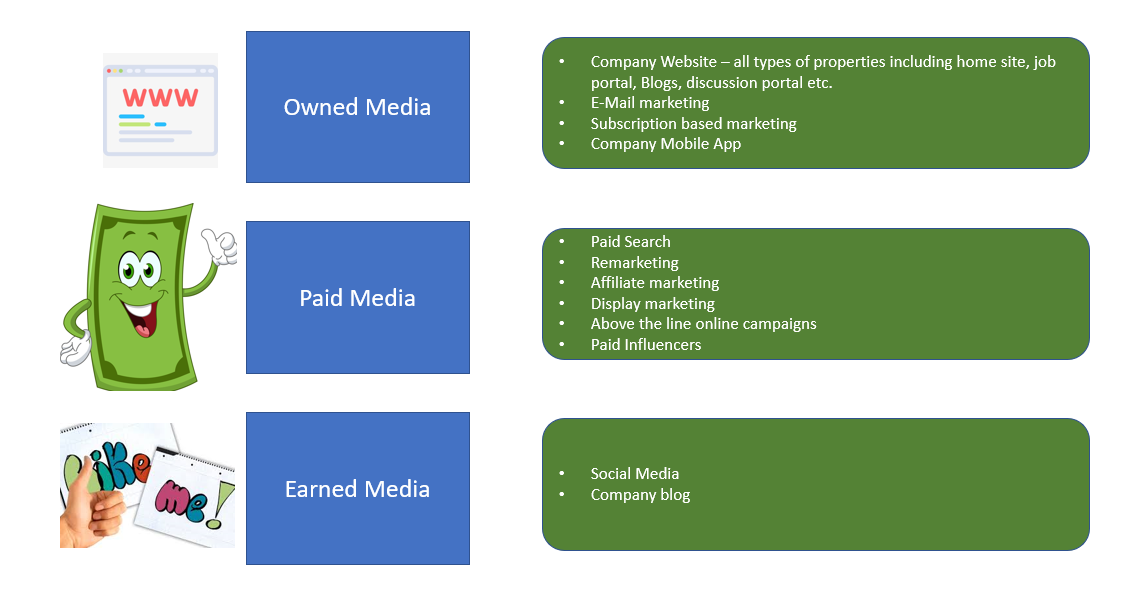 WWW
Owned Media
• Company Website – all types of properties including home site, job
portal, Blogs, discussion portal etc.
• E-Mail marketing
• Subscription based marketing
• Company Mobile App
Paid Media
• Paid Search
• Remarketing
• Affiliate marketing
• Display marketing
• Above the line online campaigns
• Paid Influencers
Like
me!
Earned Media
• Social Media
• Company blog